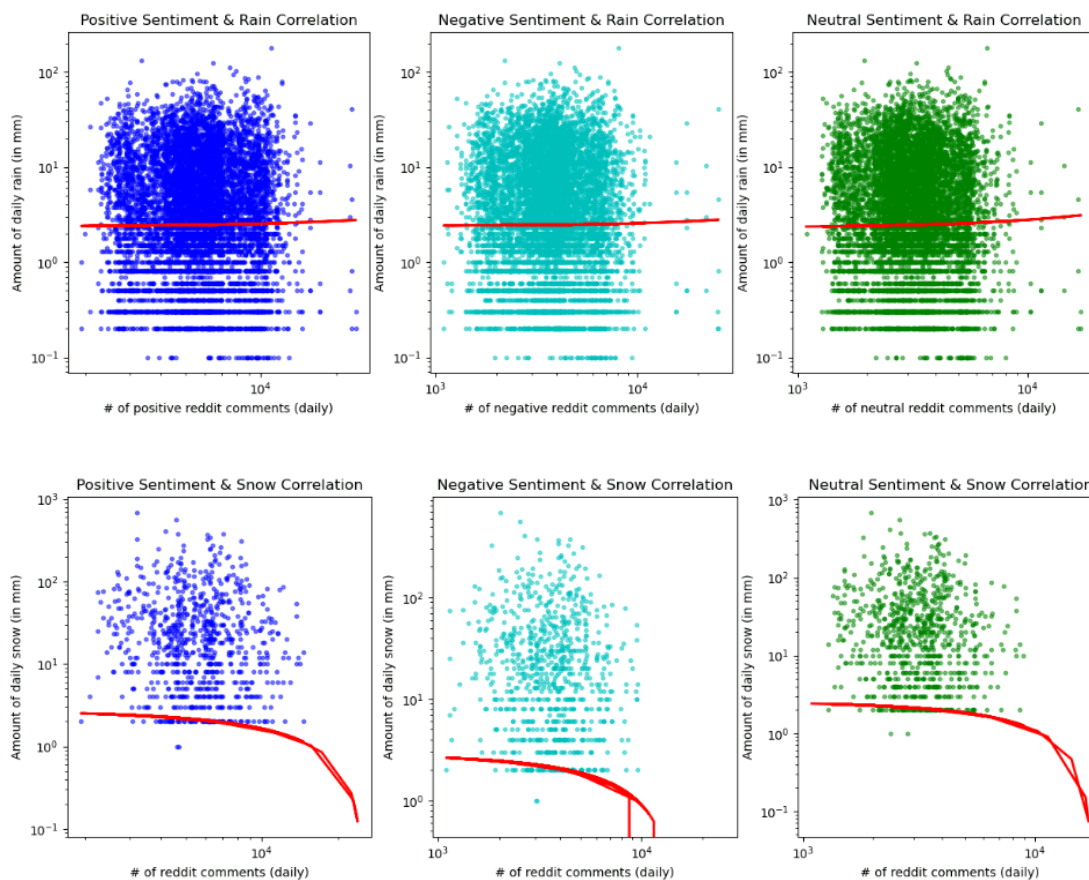 Positive Sentiment & Rain Correlation
Negative Sentiment & Rain Correlation
Neutral Sentiment & Rain Correlation
Amount of daily rain (in mm)
10²
10¹
10⁰
10⁻¹
10⁴
# of positive reddit comments (daily)
Amount of daily rain (in mm)
10²
10¹
10⁰
10⁻¹
10³
10⁴
# of negative reddit comments (daily)
Amount of daily rain (in mm)
10²
10¹
10⁰
10⁻¹
10³
10⁴
# of neutral reddit comments (daily)
Positive Sentiment & Snow Correlation
Negative Sentiment & Snow Correlation
Neutral Sentiment & Snow Correlation
Amount of daily snow (in mm)
10³
10²
10¹
10⁰
10⁻¹
10⁴
# of reddit comments (daily)
Amount of daily snow (in mm)
10²
10¹
10⁰
10³
10⁴
# of reddit comments (daily)
Amount of daily snow (in mm)
10³
10²
10¹
10⁰
10⁻¹
10³
10⁴
# of reddit comments (daily)